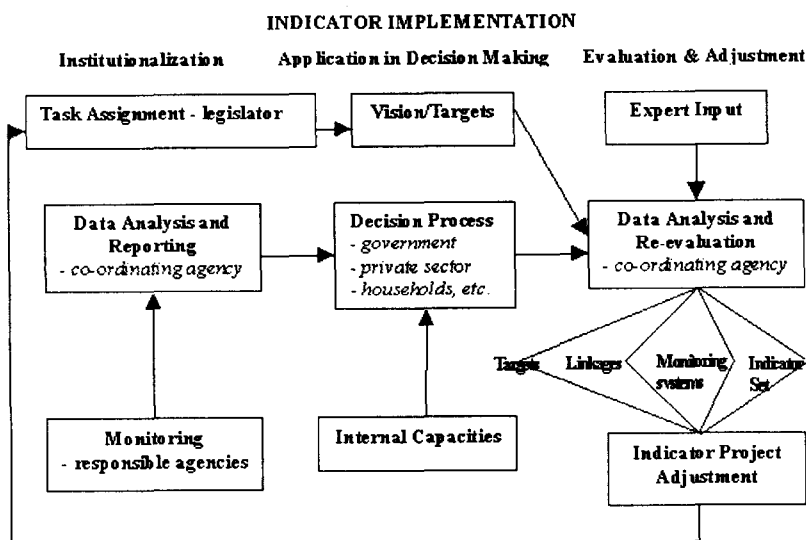 INDICATOR IMPLEMENTATION
Institutionalization
Application in Decision Making
Evaluation & Adjustment
Task Assignment - legislator
Vision/Targets
Expert Input
Data Analysis and
Reporting
- co-ordinating agency
Decision Process
- government
- private sector
- households, etc.
Data Analysis and
Re-evaluation
- co-ordinating agency
Targets
Linkages
Monitoring
systems
Indicator
Set
Monitoring
- responsible agencies
Internal Capacities
Indicator Project
Adjustment